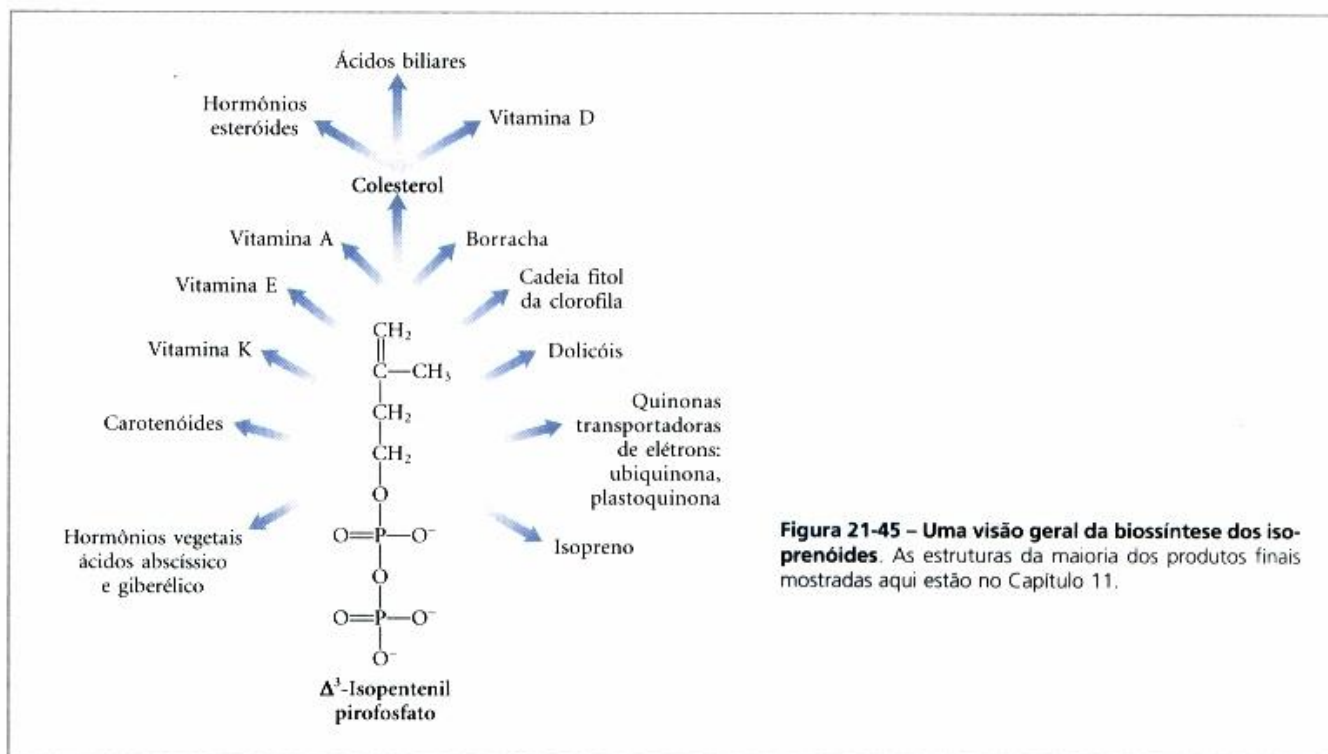 Ácidos biliares
Hormônios
esteróides
Vitamina D
Colesterol
Vitamina A
Borracha
Vitamina E
Cadeia fitol
da clorofila
Vitamina K
Dolicóis
Carotenóides
Quinonas
transportadoras
de elétrons:
ubiquinona,
plastoquinona
Hormônios vegetais
ácidos abscíssico
e giberélico
Isopreno
CH₂
C—CH₃
CH₂
CH₂
O
O=P—O⁻
O
O=P—O⁻
O⁻
Δ³-Isopentenil
pirofosfato
Figura 21-45 – Uma visão geral da biossíntese dos iso-
prenóides. As estruturas da maioria dos produtos finais
mostradas aqui estão no Capítulo 11.